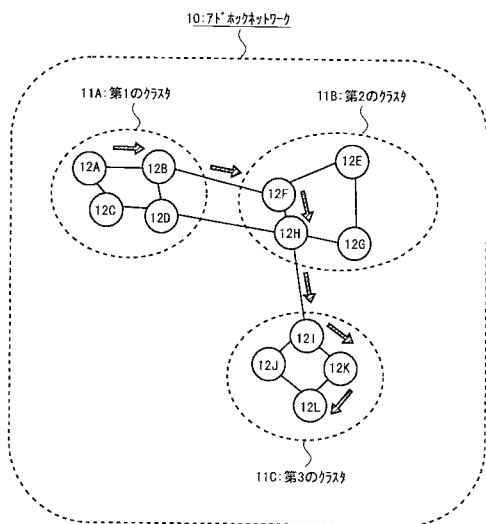 10:アドホックネットワーク
11A:第1のクラスタ
11B:第2のクラスタ
12A
12B
12C
12D
12E
12F
12H
12G
12I
12J
12K
12L
11C:第3のクラスタ